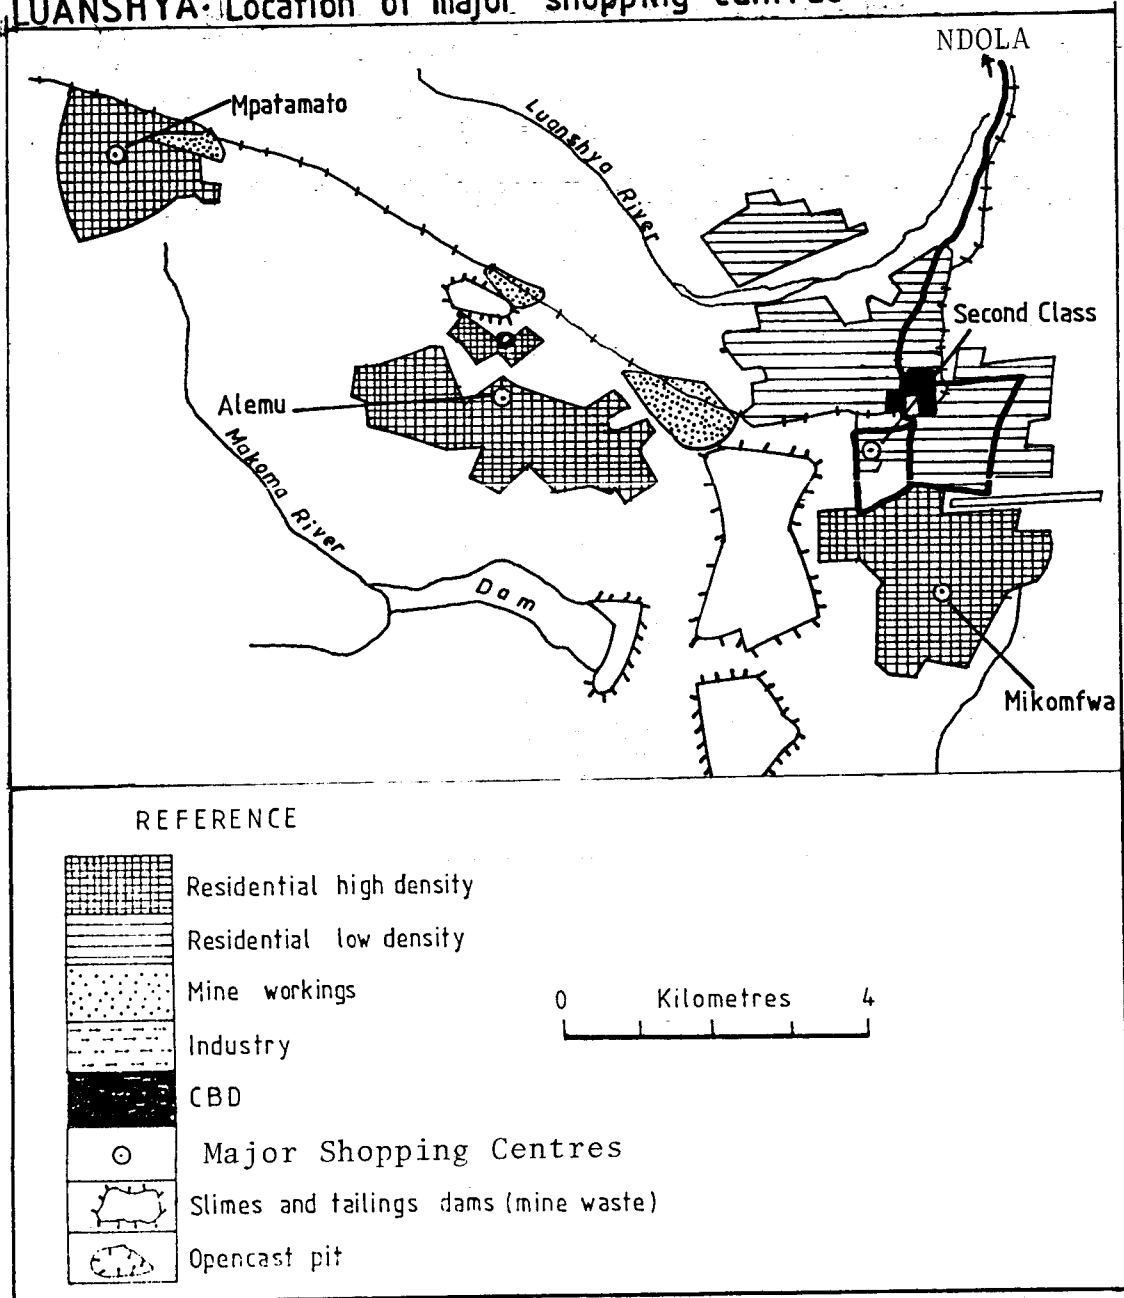 LUANSHYA: Location of major shopping centres
NDOLA
Mpatamato
Luanshya River
Second Class
Alemu
Makoma River
Dam
Mikomfwa
REFERENCE
Residential high density
Residential low density
Mine workings
0 Kilometres 4
Industry
CBD
Major Shopping Centres
Slimes and tailings dams (mine waste)
Opencast pit